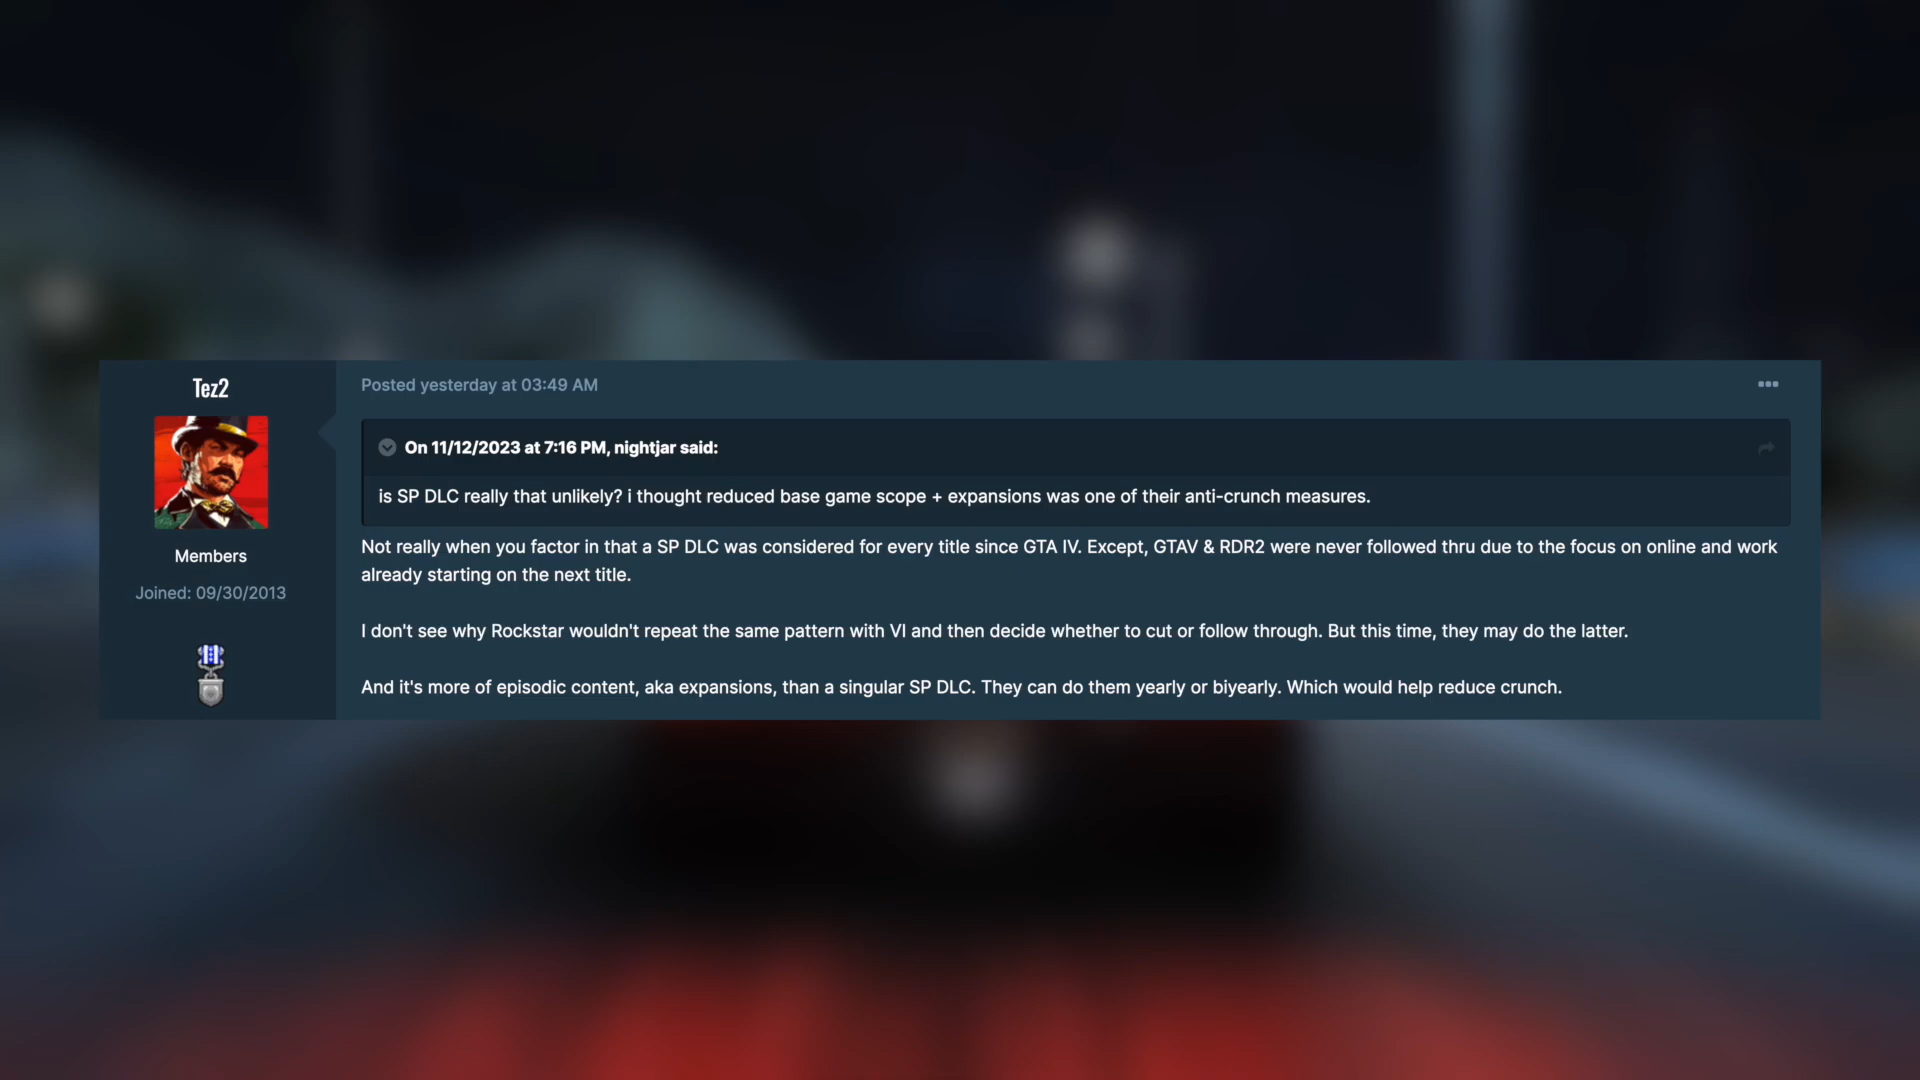 Tez2
Members
Joined: 09/30/2013
Posted yesterday at 03:49 AM
On 11/12/2023 at 7:16 PM, nightjar said:
is SP DLC really that unlikely? i thought reduced base game scope + expansions was one of their anti-crunch measures.
Not really when you factor in that a SP DLC was considered for every title since GTA IV. Except, GTAV & RDR2 were never followed thru due to the focus on online and work
already starting on the next title.
I don't see why Rockstar wouldn't repeat the same pattern with VI and then decide whether to cut or follow through. But this time, they may do the latter.
And it's more of episodic content, aka expansions, than a singular SP DLC. They can do them yearly or biyearly. Which would help reduce crunch.